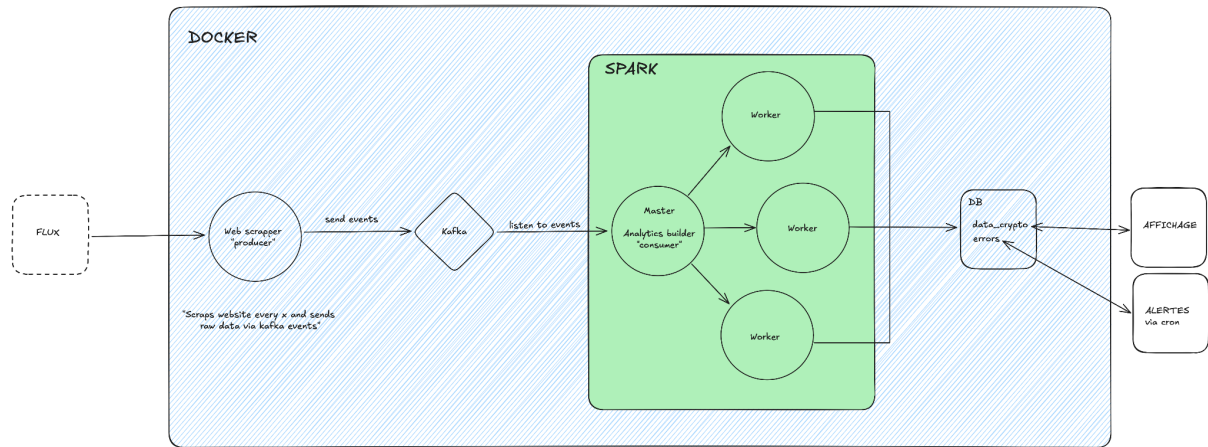 DOCKER
SPARK
FLUX
Web scrapper
"producer"
send events
Kafka
listen to events
Master
Analytics builder
"consumer"
Worker
Worker
Worker
DB
data_crypto
errors
AFFICHAGE
ALERTES
via cron
"Scraps website every x and sends
raw data via kafka events"